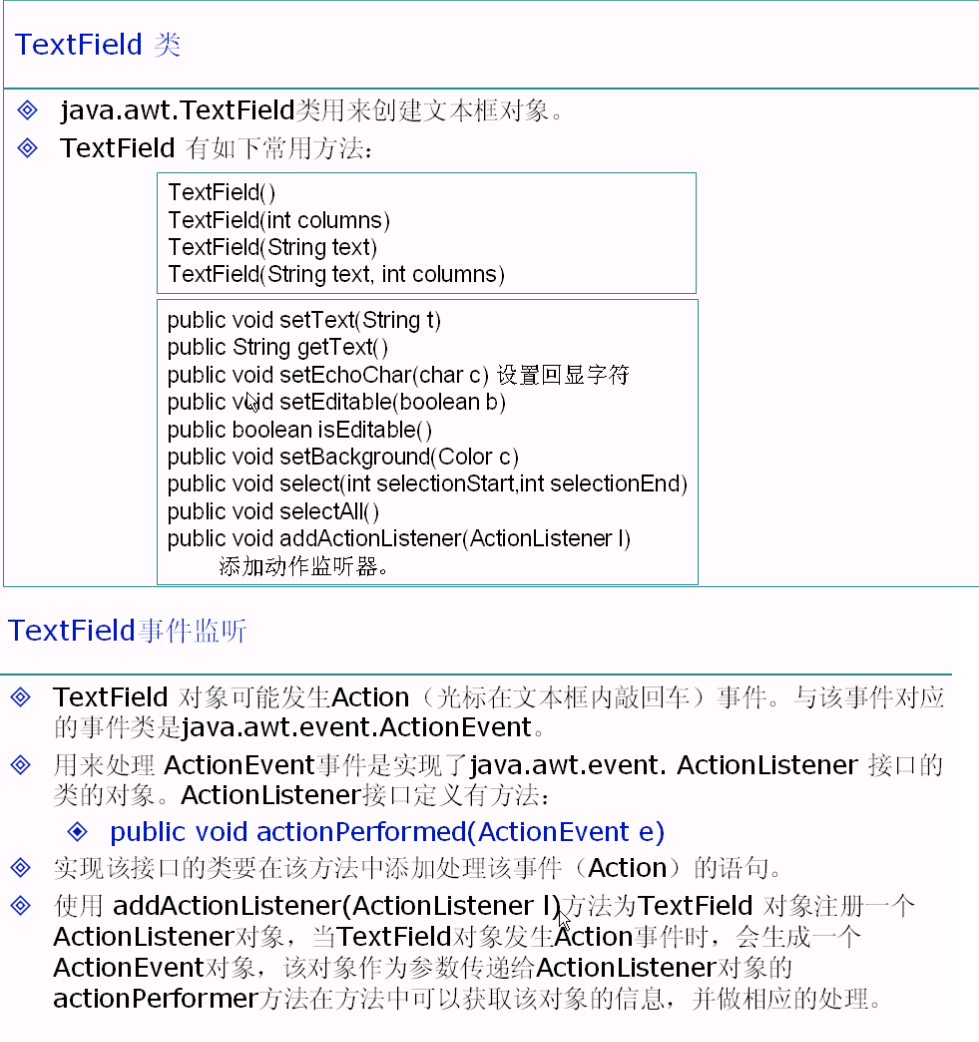 TextField 类
java.awt.TextField类用来创建文本框对象。
TextField 有如下常用方法：
TextField()
TextField(int columns)
TextField(String text)
TextField(String text, int columns)
public void setText(String t)
public String getText()
public void setEchoChar(char c) 设置回显字符
public void setEditable(boolean b)
public boolean isEditable()
public void setBackground(Color c)
public void select(int selectionStart,int selectionEnd)
public void selectAll()
public void addActionListener(ActionListener l)
添加动作监听器。
TextField事件监听
TextField 对象可能发生Action（光标在文本框内敲回车）事件。与该事件对应
的事件类是java.awt.event.ActionEvent。
用来处理 ActionEvent事件是实现了java.awt.event. ActionListener 接口的
类的对象。ActionListener接口定义有方法：
public void actionPerformed(ActionEvent e)
实现该接口的类要在该方法中添加处理该事件（Action）的语句。
使用 addActionListener(ActionListener l)方法为TextField 对象注册一个
ActionListener对象，当TextField对象发生Action事件时，会生成一个
ActionEvent对象，该对象作为参数传递给ActionListener对象的
actionPerformer方法在方法中可以获取该对象的信息，并做相应的处理。